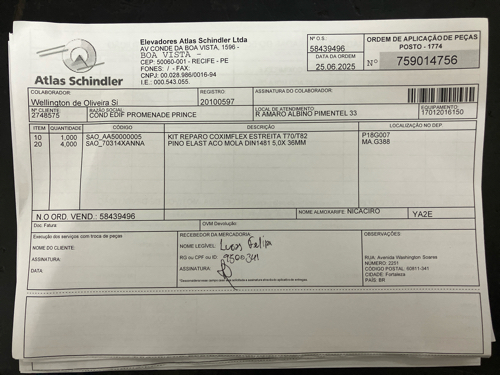 Atlas Schindler
Elevadores Atlas Schindler Ltda
AV CONDE DA BOA VISTA, 1596 -
BOA VISTA -
CEP: 50060-001 - RECIFE - PE
FONES: / - FAX:
CNPJ: 00.028.986/0016-94
I.E.: 000.543.055.
Nº O.S.
58439496
DATA DA ORDEM
25.06.2025
ORDEM DE APLICAÇÃO DE PEÇAS
POSTO - 1774
Nº 759014756
COLABORADOR
Wellington de Oliveira Si
REGISTRO
20100597
ASSINATURA DO COLABORADOR:
Nº CLIENTE
2748575
RAZÃO SOCIAL
COND EDIF PROMENADE PRINCE
LOCAL DE ATENDIMENTO
R AMARO ALBINO PIMENTEL 33
EQUIPAMENTO
17012016150
ITEM QUANTIDADE CÓDIGO DESCRIÇÃO LOCALIZAÇÃO NO DEP
10 1,000 SAO_AA50000005 KIT REPARO COXIMFLEX ESTREITA T70/T82 P18G007
20 4,000 SAO_70314XANNA PINO ELAST ACO MOLA DIN1481 5,0X 36MM MA.G388
N.O ORD. VEND.: 58439496
NOME ALMOXARIFE: NICACIRO
YA2E
Doc. Fatura:
OVM Devolução:
Execução dos serviços com troca de peças:
NOME DO CLIENTE:
ASSINATURA:
DATA:
RECEBEDOR DA MERCADORIA:
NOME LEGÍVEL: Lucas Felipe
RG ou CPF ou ID:
ASSINATURA:
OBSERVAÇÕES:
RUA: Avenida Washington Soares
NÚMERO: 2251
CÓDIGO POSTAL: 60811-341
CIDADE: Fortaleza
PAÍS: BR